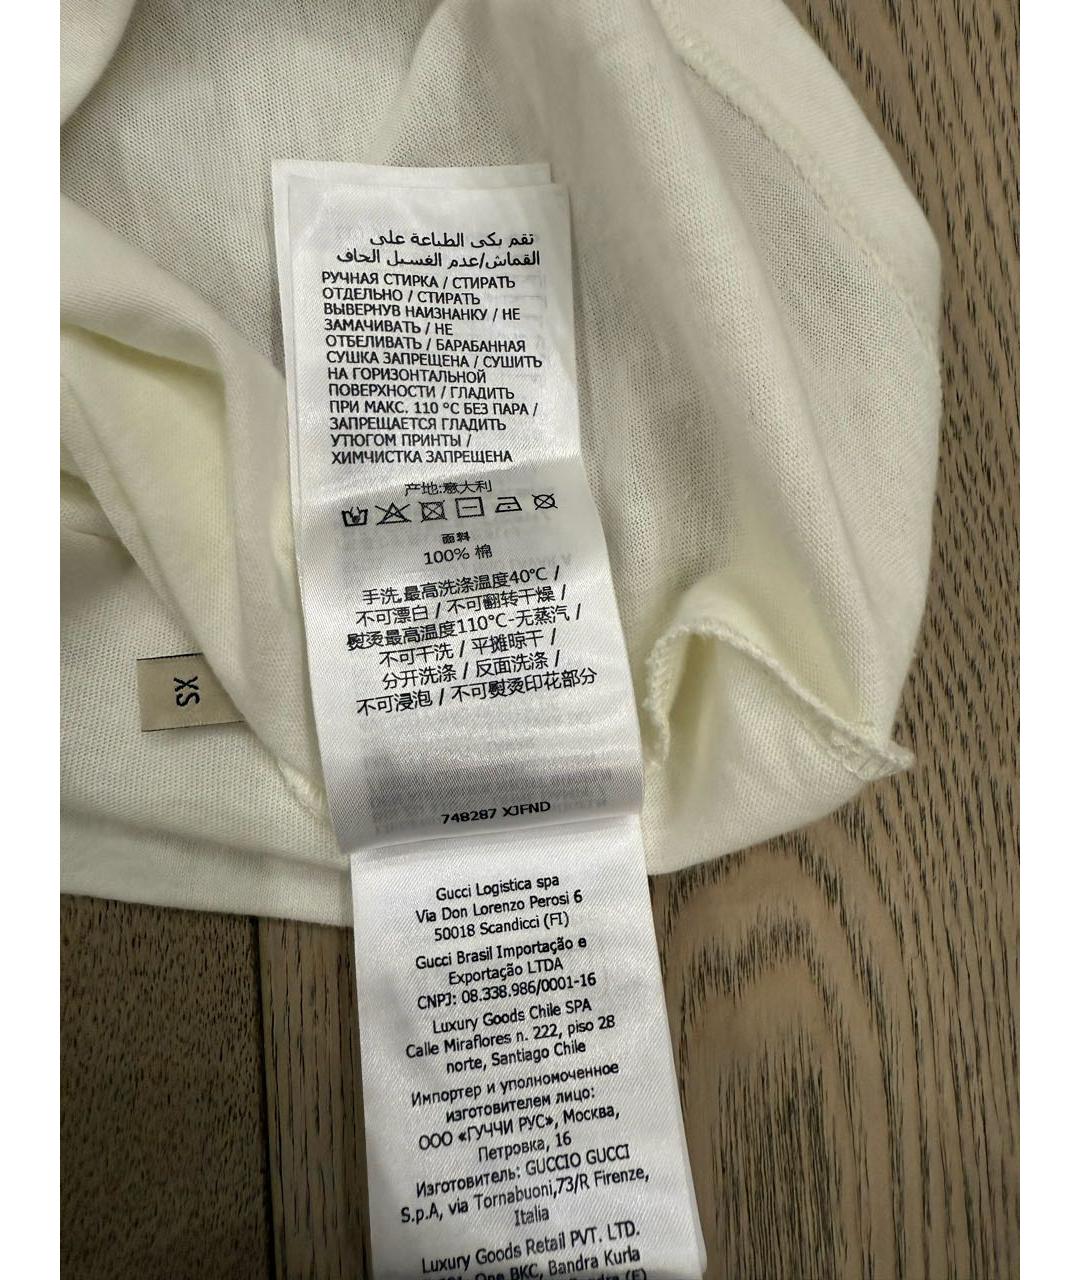 تقم بكي الطباعة على
القماش/عدم الغسيل الجاف
РУЧНАЯ СТИРКА / СТИРАТЬ
ОТДЕЛЬНО / СТИРАТЬ
ВЫВЕРНУВ НАИЗНАНКУ / НЕ
ЗАМАЧИВАТЬ / НЕ
ОТБЕЛИВАТЬ / БАРАБАННАЯ
СУШКА ЗАПРЕЩЕНА / СУШИТЬ
НА ГОРИЗОНТАЛЬНОЙ
ПОВЕРХНОСТИ / ГЛАДИТЬ
ПРИ МАКС. 110 °C БЕЗ ПАРА /
ЗАПРЕЩАЕТСЯ ГЛАДИТЬ
УТЮГОМ ПРИНТЫ /
ХИМЧИСТКА ЗАПРЕЩЕНА
产地:意大利
面料
100% 棉
手洗,最高洗涤温度40°C /
不可漂白 / 不可翻转干燥 /
熨烫最高温度110°C-无蒸汽 /
不可干洗 / 平摊晾干 /
分开洗涤 / 反面洗涤 /
不可浸泡 / 不可熨烫印花部分
XS
748287 XJFND
Gucci Logistica spa
Via Don Lorenzo Perosi 6
50018 Scandicci (FI)
Gucci Brasil Importação e
Exportação LTDA
CNPJ: 08.338.986/0001-16
Luxury Goods Chile SPA
Calle Miraflores n. 222, piso 28
norte, Santiago Chile
Импортер и уполномоченное
изготовителем лицо:
ООО «ГУЧЧИ РУС», Москва,
Петровка, 16
Изготовитель: GUCCIO GUCCI
S.p.A, via Tornabuoni,73/R Firenze,
Italia
Luxury Goods Retail PVT. LTD.
One BKC, Bandra Kurla